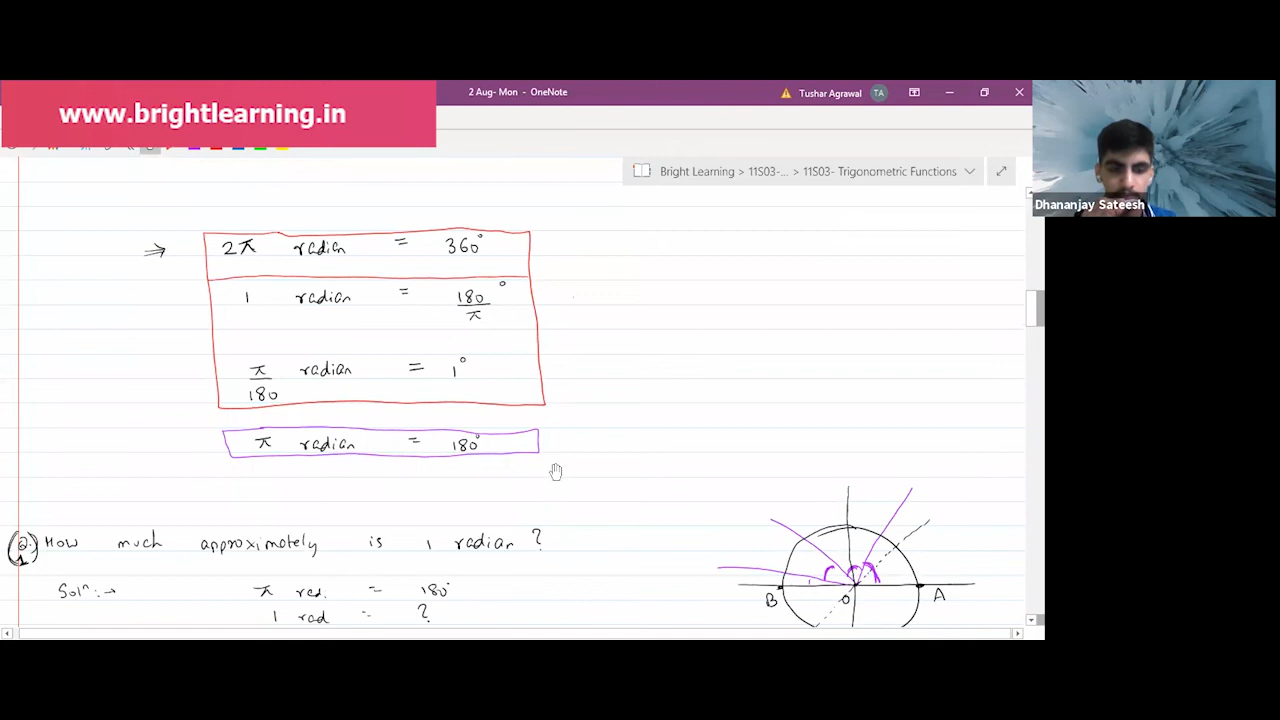 www.brightlearning.in
2 Aug- Mon - OneNote
Tushar Agrawal
TA
Bright Learning > 11S03-... > 11S03- Trigonometric Functions
Dhananjay Sateesh
⇒ 2π radian = 360°
1 radian = 180/π °
π/180 radian = 1°
π radian = 180°
Q.) How much approximately is 1 radian ?
Solⁿ:→ π rad. = 180°
1 rad = ?
B O A